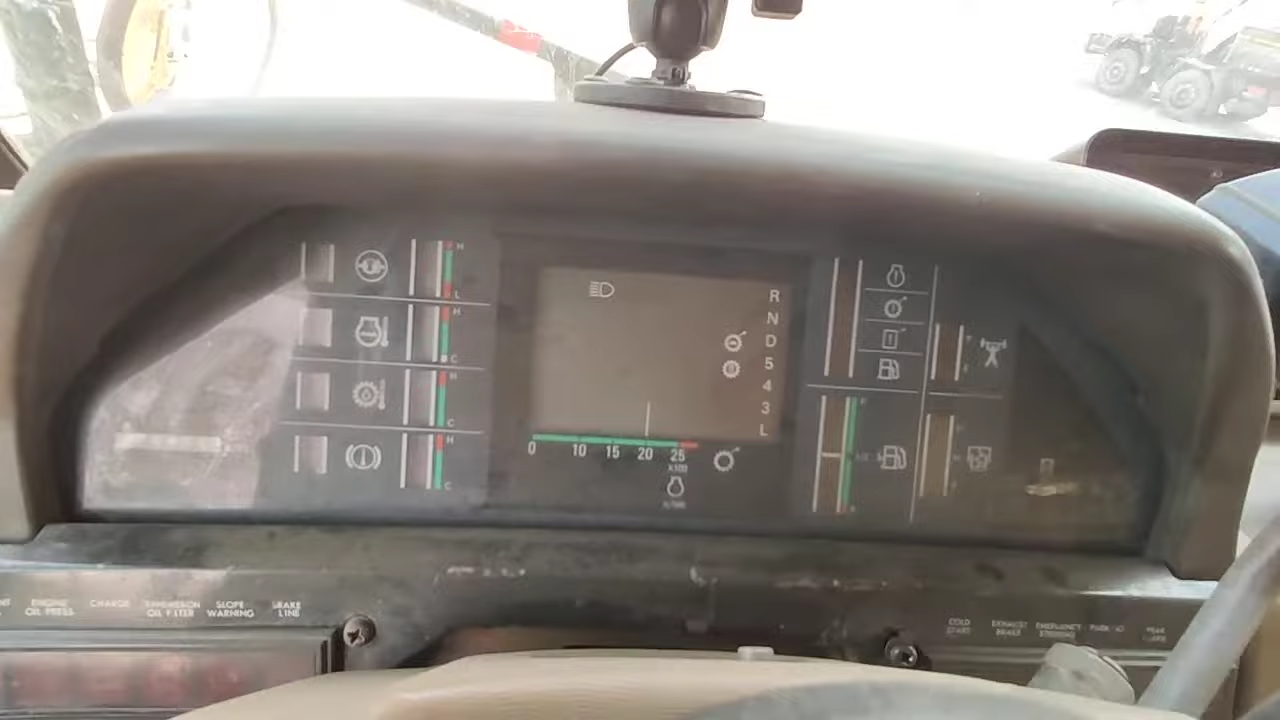 H
L
H
C
H
C
H
C
R
N
D
5
4
3
L
0 10 15 20 25
X100
F
ENGINE OIL PRESS
CHARGE
TRANSMISSION OIL FILTER
SLOPE WARNING
BRAKE LINE
COLD START
EXHAUST BRAKE
EMERGENCY STEERING
PARKING